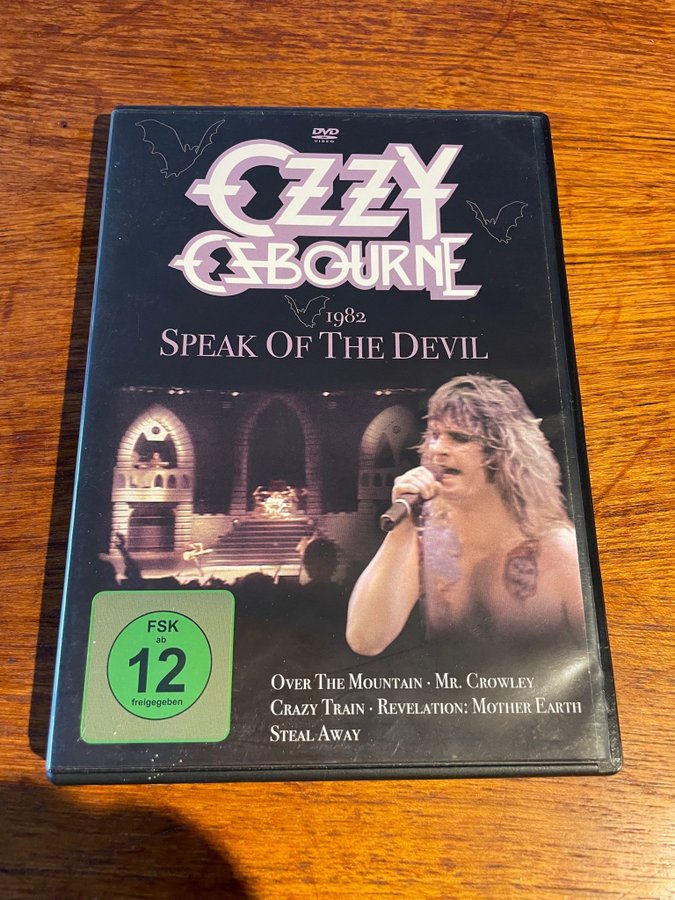 DVD
VIDEO
OZZY
OSBOURNE
1982
SPEAK OF THE DEVIL
FSK
ab
12
freigegeben
OVER THE MOUNTAIN · MR. CROWLEY
CRAZY TRAIN · REVELATION: MOTHER EARTH
STEAL AWAY